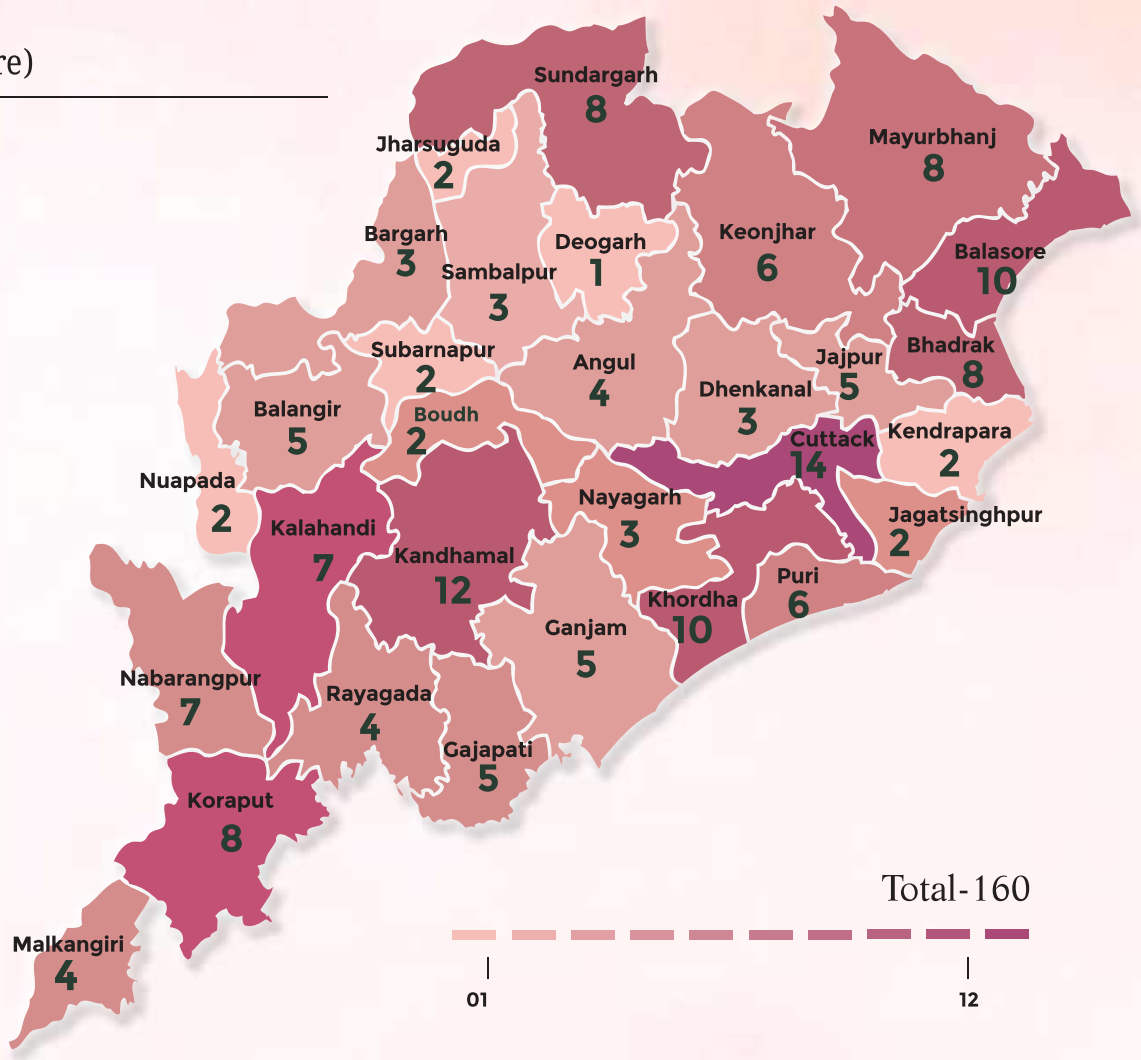 re)
Sundargarh
8
Jharsuguda
2
Mayurbhanj
8
Bargarh
3
Deogarh
1
Keonjhar
6
Sambalpur
3
Balasore
10
Subarnapur
2
Angul
4
Jajpur
5
Bhadrak
8
Dhenkanal
3
Balangir
5
Boudh
2
Cuttack
14
Kendrapara
2
Nuapada
2
Nayagarh
3
Jagatsinghpur
2
Kalahandi
7
Kandhamal
12
Puri
6
Khordha
10
Ganjam
5
Nabarangpur
7
Rayagada
4
Gajapati
5
Koraput
8
Total-160
Malkangiri
4
01
12